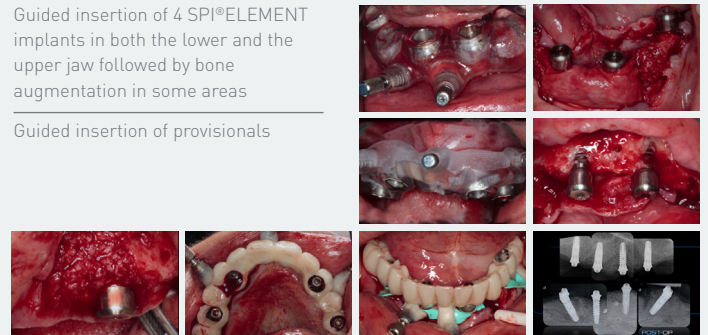 Guided insertion of 4 SPI®ELEMENT
implants in both the lower and the
upper jaw followed by bone
augmentation in some areas
Guided insertion of provisionals
POST-OP